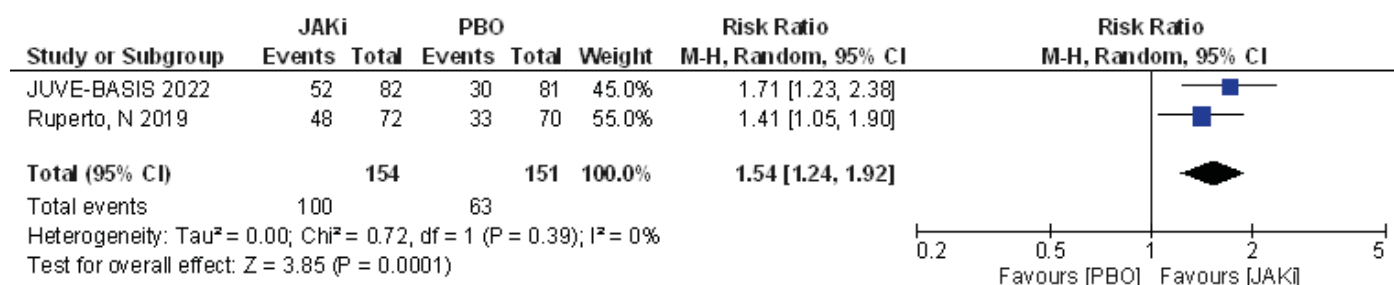 JAKi PBO Risk Ratio Risk Ratio
Study or Subgroup Events Total Events Total Weight M-H, Random, 95% CI M-H, Random, 95% CI
JUVE-BASIS 2022 52 82 30 81 45.0% 1.71 [1.23, 2.38]
Ruperto, N 2019 48 72 33 70 55.0% 1.41 [1.05, 1.90]
Total (95% CI) 154 151 100.0% 1.54 [1.24, 1.92]
Total events 100 63
Heterogeneity: Tau² = 0.00; Chi² = 0.72, df = 1 (P = 0.39); I² = 0%
Test for overall effect: Z = 3.85 (P = 0.0001)
0.2 0.5 1 2 5
Favours [PBO] Favours [JAKi]